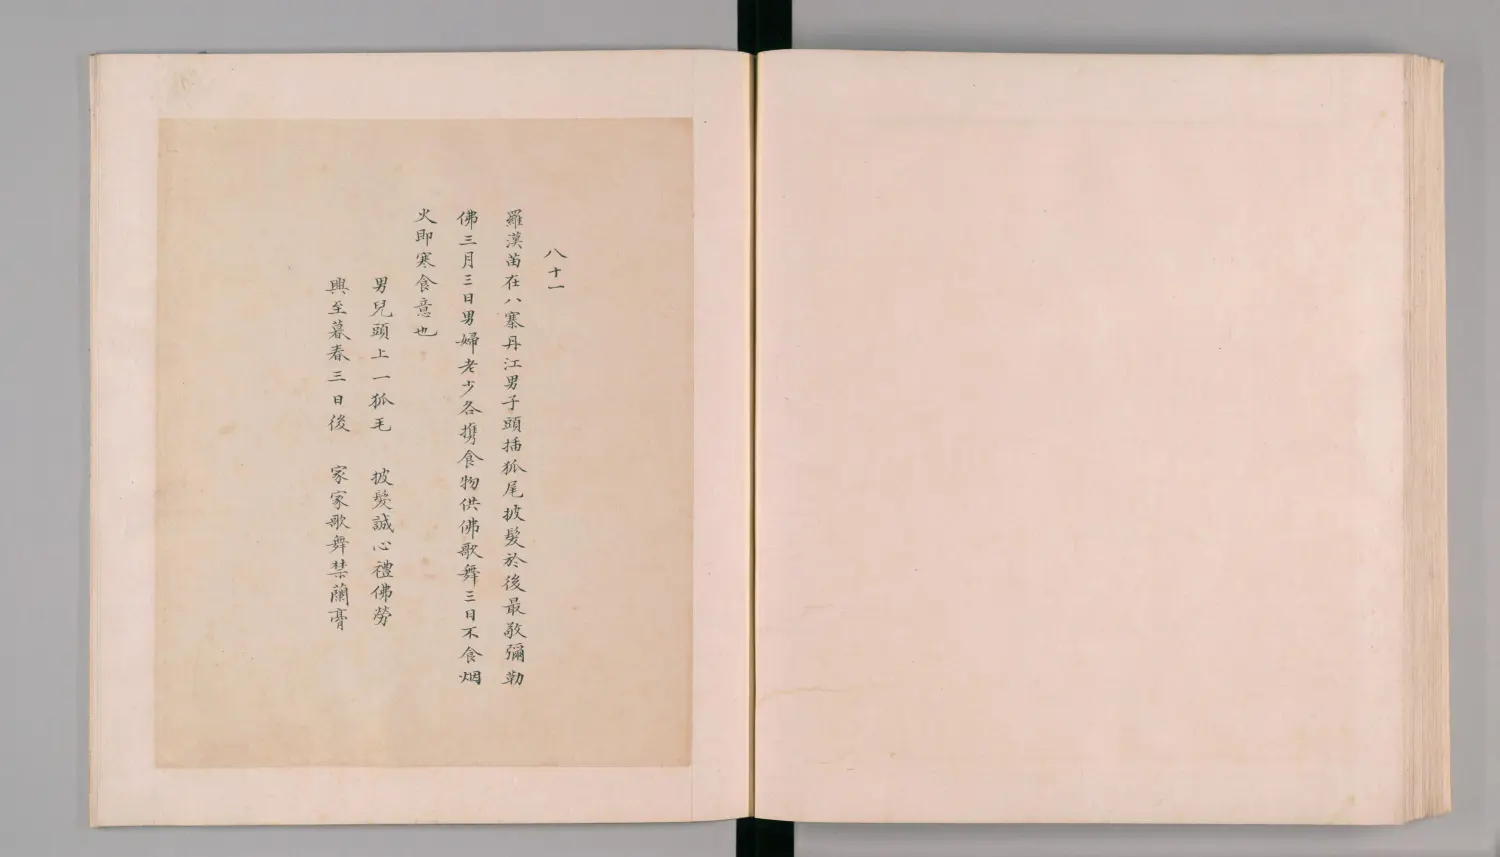 八十一
羅漢苗在八寨丹江男子頭插狐尾披髮於後最敬彌勒
佛三月三日男婦老少各携食物供佛歌舞三日不食烟
火即寒食意也
男兒頭上一狐毛　披髮誠心禮佛勞
興至暮春三日後　家家歌舞禁蘭膏